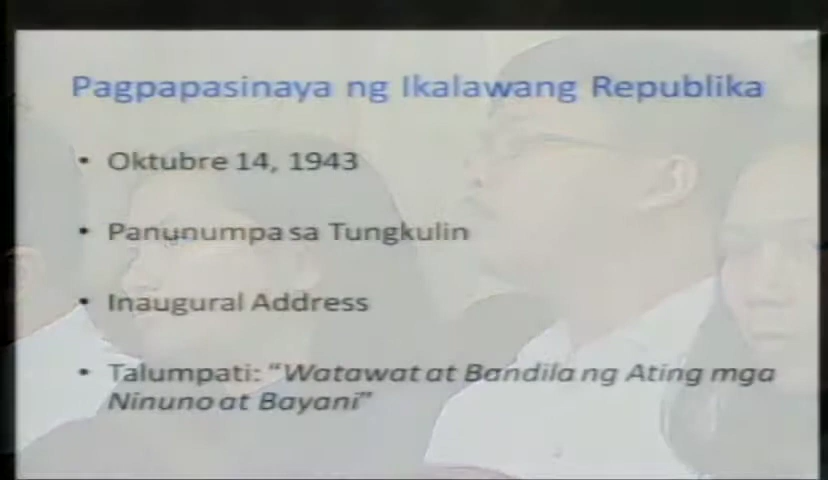 Pagpapasinaya ng Ikalawang Republika
• Oktubre 14, 1943
• Panunumpa sa Tungkulin
• Inaugural Address
• Talumpati: “Watawat at Bandila ng Ating mga
Ninuno at Bayani”